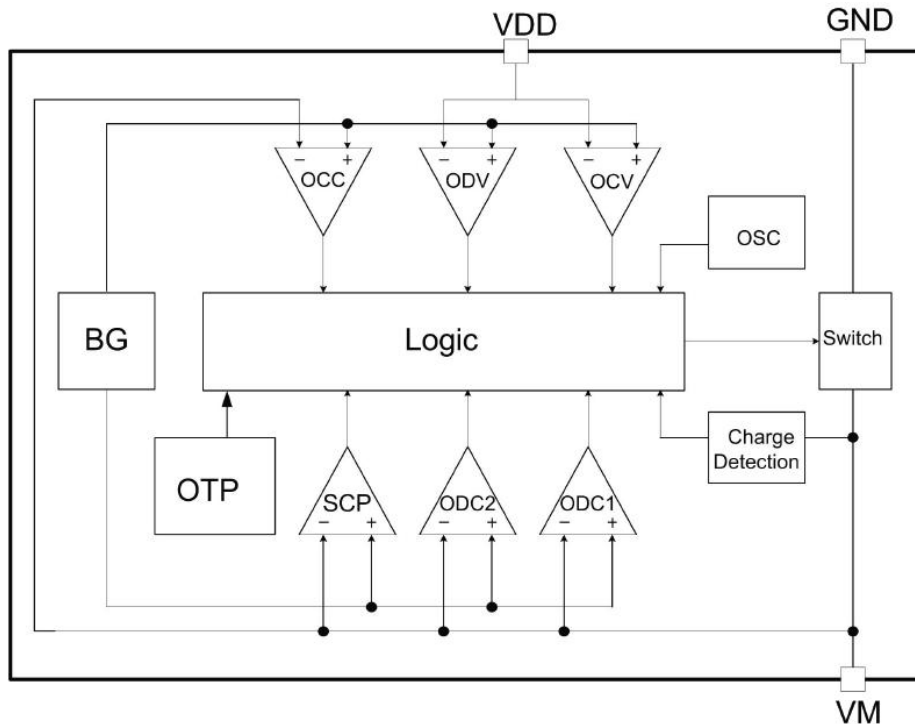 VDD
GND
− + − + − +
OCC ODV OCV
OSC
BG
Logic
Switch
Charge
Detection
OTP
SCP ODC2 ODC1
− + − + − +
VM